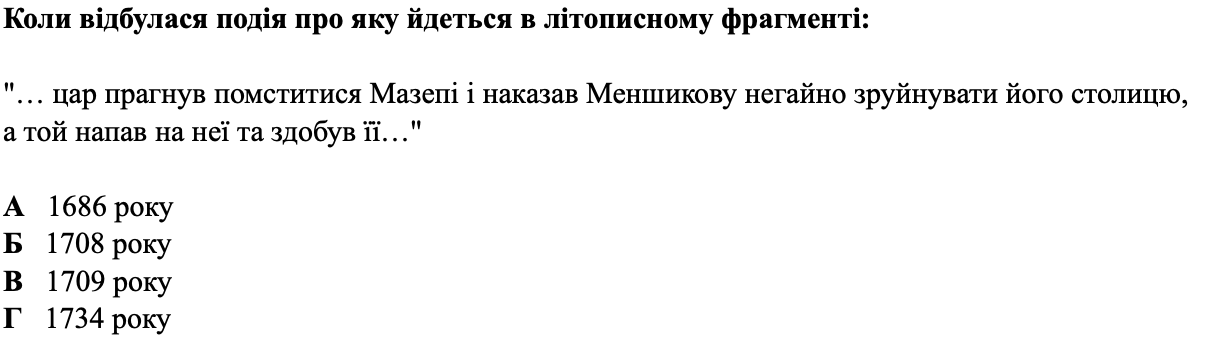 Коли відбулася подія про яку йдеться в літописному фрагменті:
"… цар прагнув помститися Мазепі і наказав Меншикову негайно зруйнувати його столицю,
а той напав на неї та здобув її…"
А 1686 року
Б 1708 року
В 1709 року
Г 1734 року